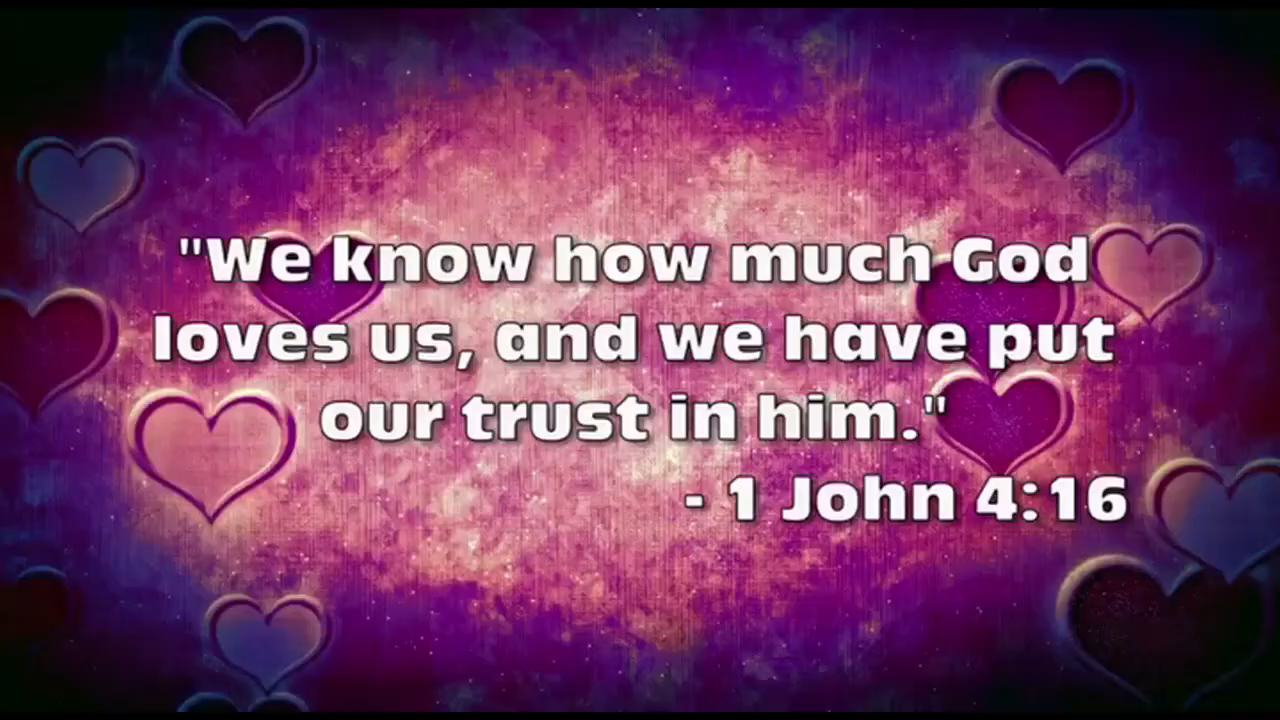 "We know how much God
loves us, and we have put
our trust in him."
- 1 John 4:16